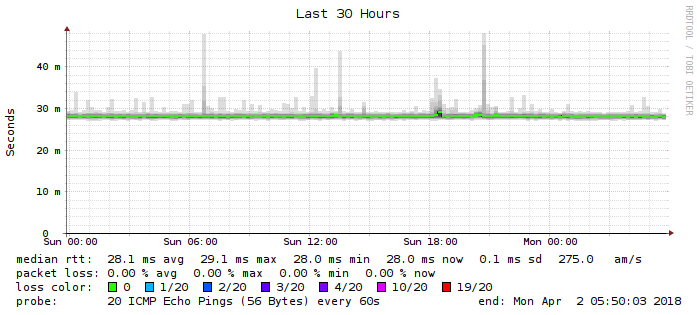 Last 30 Hours
RRDTOOL / TOBI OETIKER
Seconds
40 m
30 m
20 m
10 m
0
Sun 00:00 Sun 06:00 Sun 12:00 Sun 18:00 Mon 00:00
median rtt: 28.1 ms avg 29.1 ms max 28.0 ms min 28.0 ms now 0.1 ms sd 275.0 am/s
packet loss: 0.00 % avg 0.00 % max 0.00 % min 0.00 % now
loss color: 0 1/20 2/20 3/20 4/20 10/20 19/20
probe: 20 ICMP Echo Pings (56 Bytes) every 60s end: Mon Apr 2 05:50:03 2018